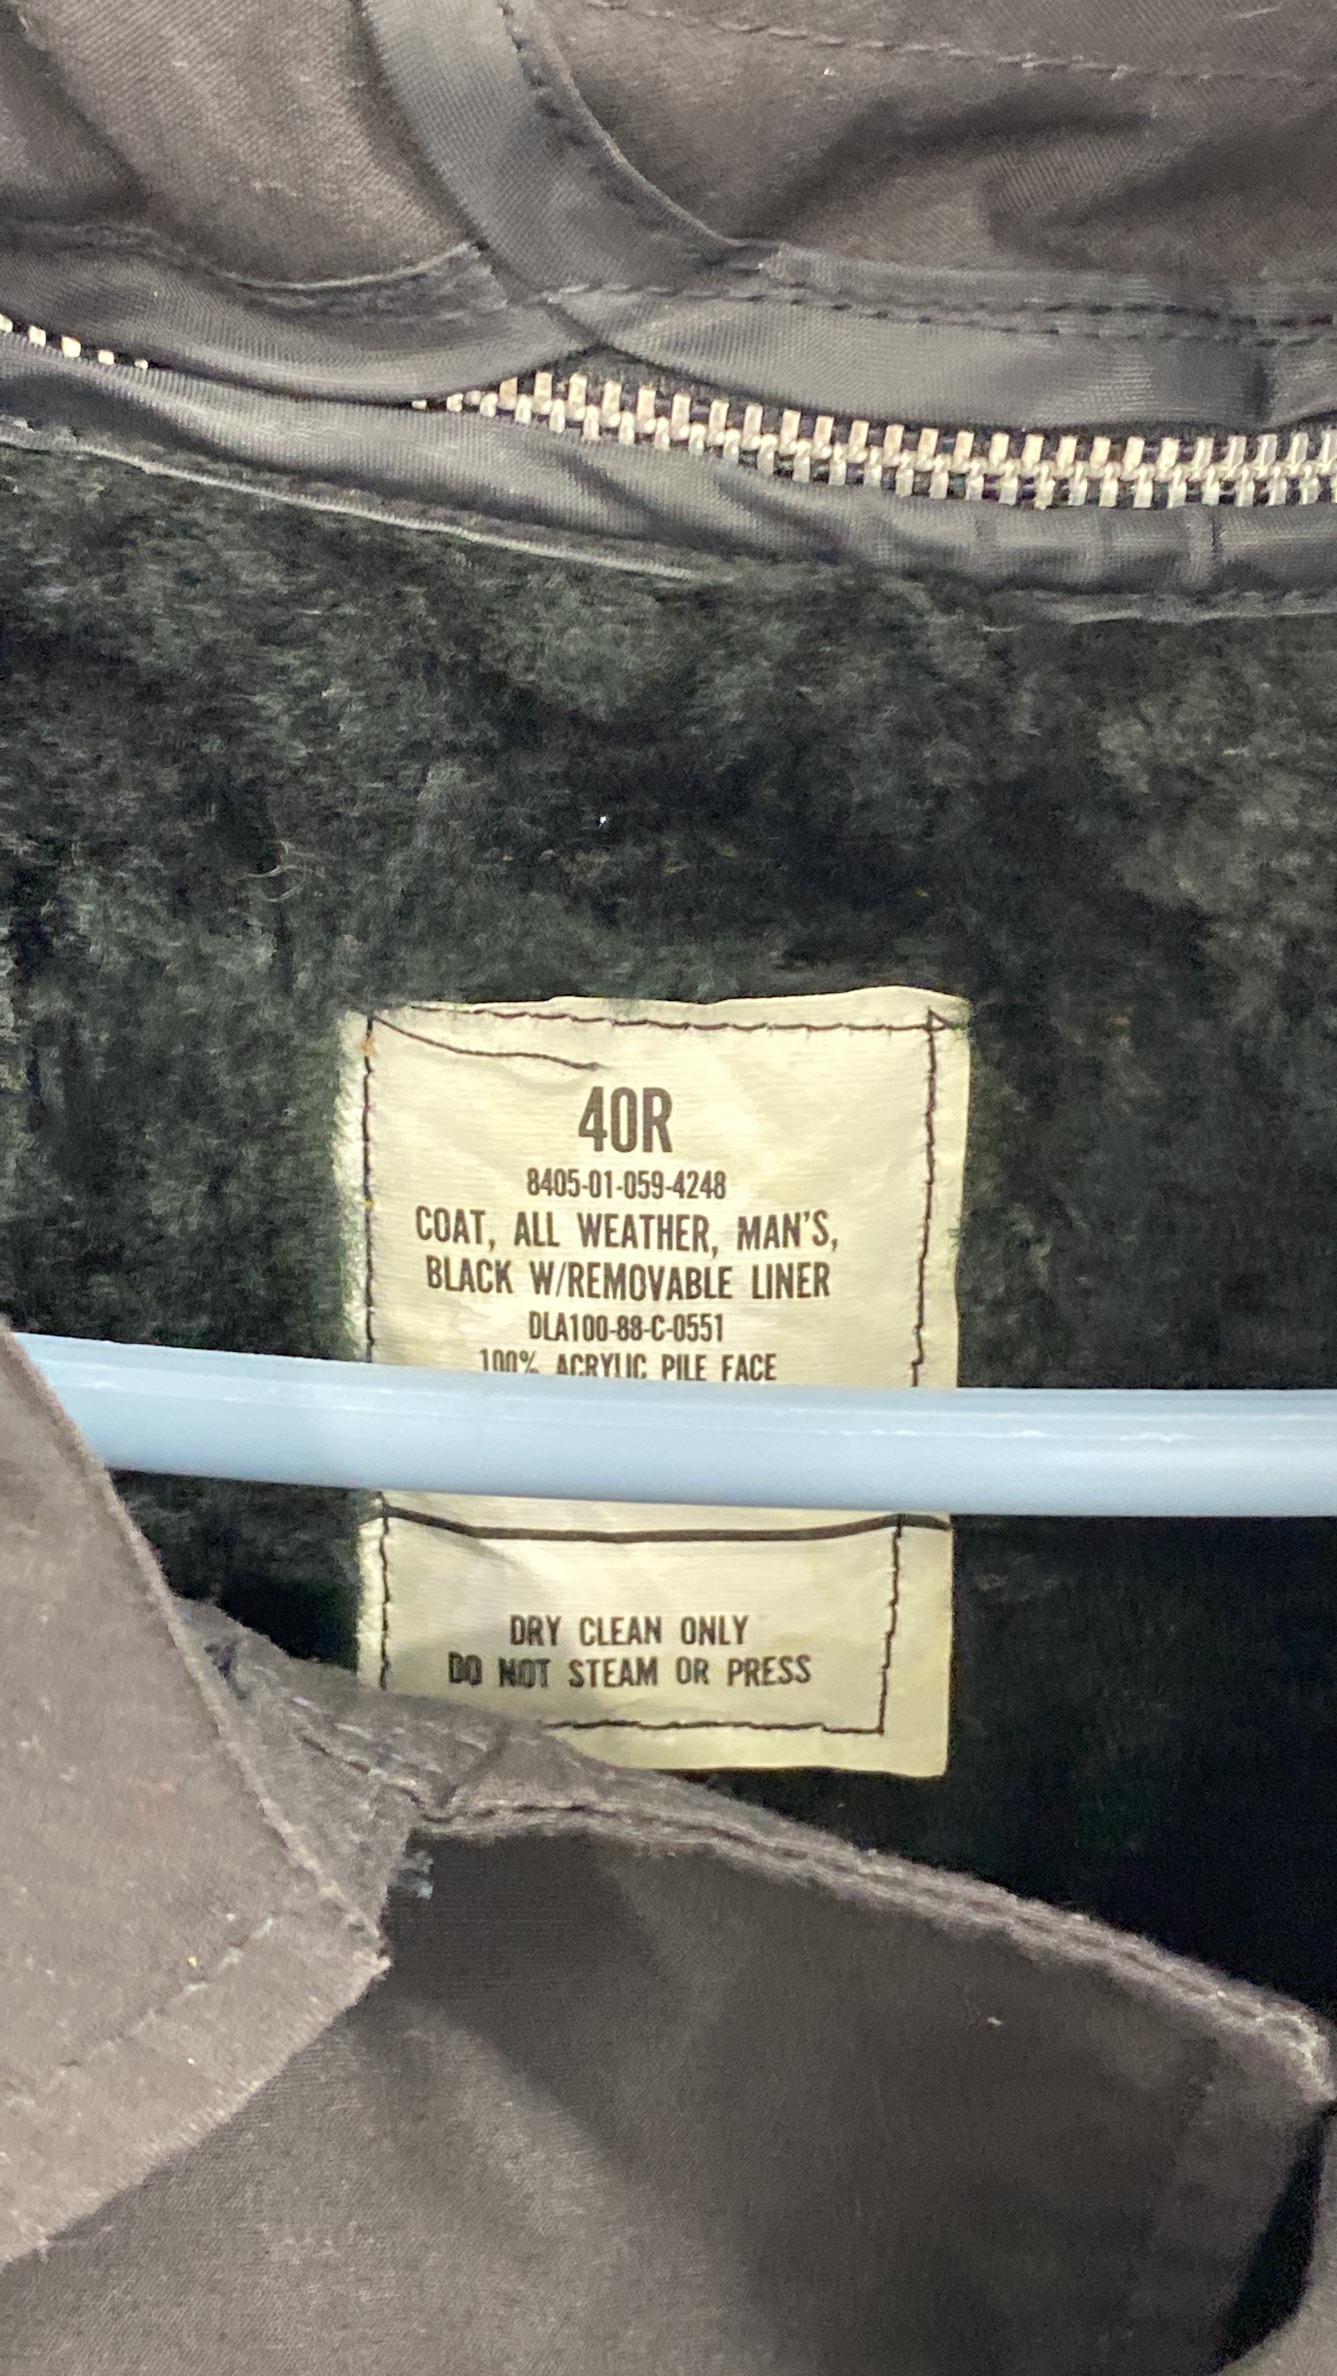 40R
8405-01-059-4248
COAT, ALL WEATHER, MAN'S,
BLACK W/REMOVABLE LINER
DLA100-88-C-0551
100% ACRYLIC PILE FACE
DRY CLEAN ONLY
DO NOT STEAM OR PRESS